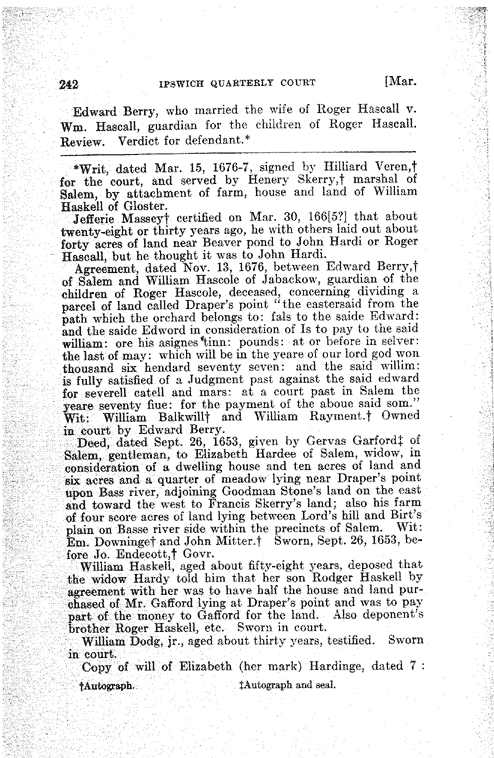 242 IPSWICH QUARTERLY COURT [Mar.
Edward Berry, who married the wife of Roger Hascall v.
Wm. Hascall, guardian for the children of Roger Hascall.
Review. Verdict for defendant.*
*Writ, dated Mar. 15, 1676-7, signed by Hilliard Veren,†
for the court, and served by Henery Skerry,† marshal of
Salem, by attachment of farm, house and land of William
Haskell of Gloster.
Jefferie Massey† certified on Mar. 30, 166[5?] that about
twenty-eight or thirty years ago, he with others laid out about
forty acres of land near Beaver pond to John Hardi or Roger
Hascall, but he thought it was to John Hardi.
Agreement, dated Nov. 13, 1676, between Edward Berry,†
of Salem and William Hascole of Jabackow, guardian of the
children of Roger Hascole, deceased, concerning dividing a
parcel of land called Draper's point "the eastersaid from the
path which the orchard belongs to: fals to the saide Edward:
and the saide Edword in consideration of Is to pay to the said
william: ore his asignes tinn: pounds: at or before in selver:
the last of may: which will be in the yeare of our lord god won
thousand six hendard seventy seven: and the said willim:
is fully satisfied of a Judgment past against the said edward
for severell catell and mars: at a court past in Salem the
yeare seventy fiue: for the payment of the aboue said som."
Wit: William Balkwill† and William Rayment.† Owned
in court by Edward Berry.
Deed, dated Sept. 26, 1653, given by Gervas Garford‡ of
Salem, gentleman, to Elizabeth Hardee of Salem, widow, in
consideration of a dwelling house and ten acres of land and
six acres and a quarter of meadow lying near Draper's point
upon Bass river, adjoining Goodman Stone's land on the east
and toward the west to Francis Skerry's land; also his farm
of four score acres of land lying between Lord's hill and Birt's
plain on Basse river side within the precincts of Salem. Wit:
Em. Downinge† and John Mitter.† Sworn, Sept. 26, 1653, be-
fore Jo. Endecott,† Govr.
William Haskell, aged about fifty-eight years, deposed that
the widow Hardy told him that her son Rodger Haskell by
agreement with her was to have half the house and land pur-
chased of Mr. Gafford lying at Draper's point and was to pay
part of the money to Gafford for the land. Also deponent's
brother Roger Haskell, etc. Sworn in court.
William Dodg, jr., aged about thirty years, testified. Sworn
in court.
Copy of will of Elizabeth (her mark) Hardinge, dated 7 :
†Autograph. ‡Autograph and seal.